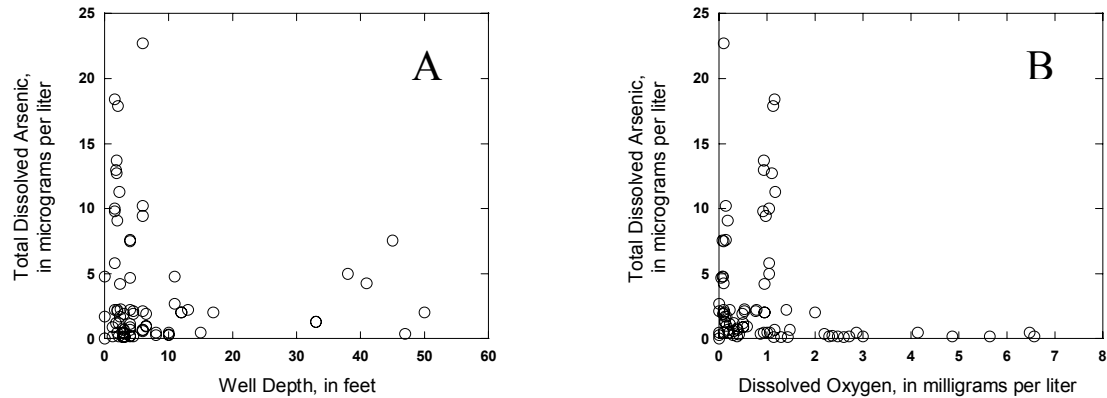 Total Dissolved Arsenic,
in micrograms per liter
25
20
15
10
5
0
A
0 10 20 30 40 50 60
Well Depth, in feet
Total Dissolved Arsenic,
in micrograms per liter
25
20
15
10
5
0
B
0 1 2 3 4 5 6 7 8
Dissolved Oxygen, in milligrams per liter